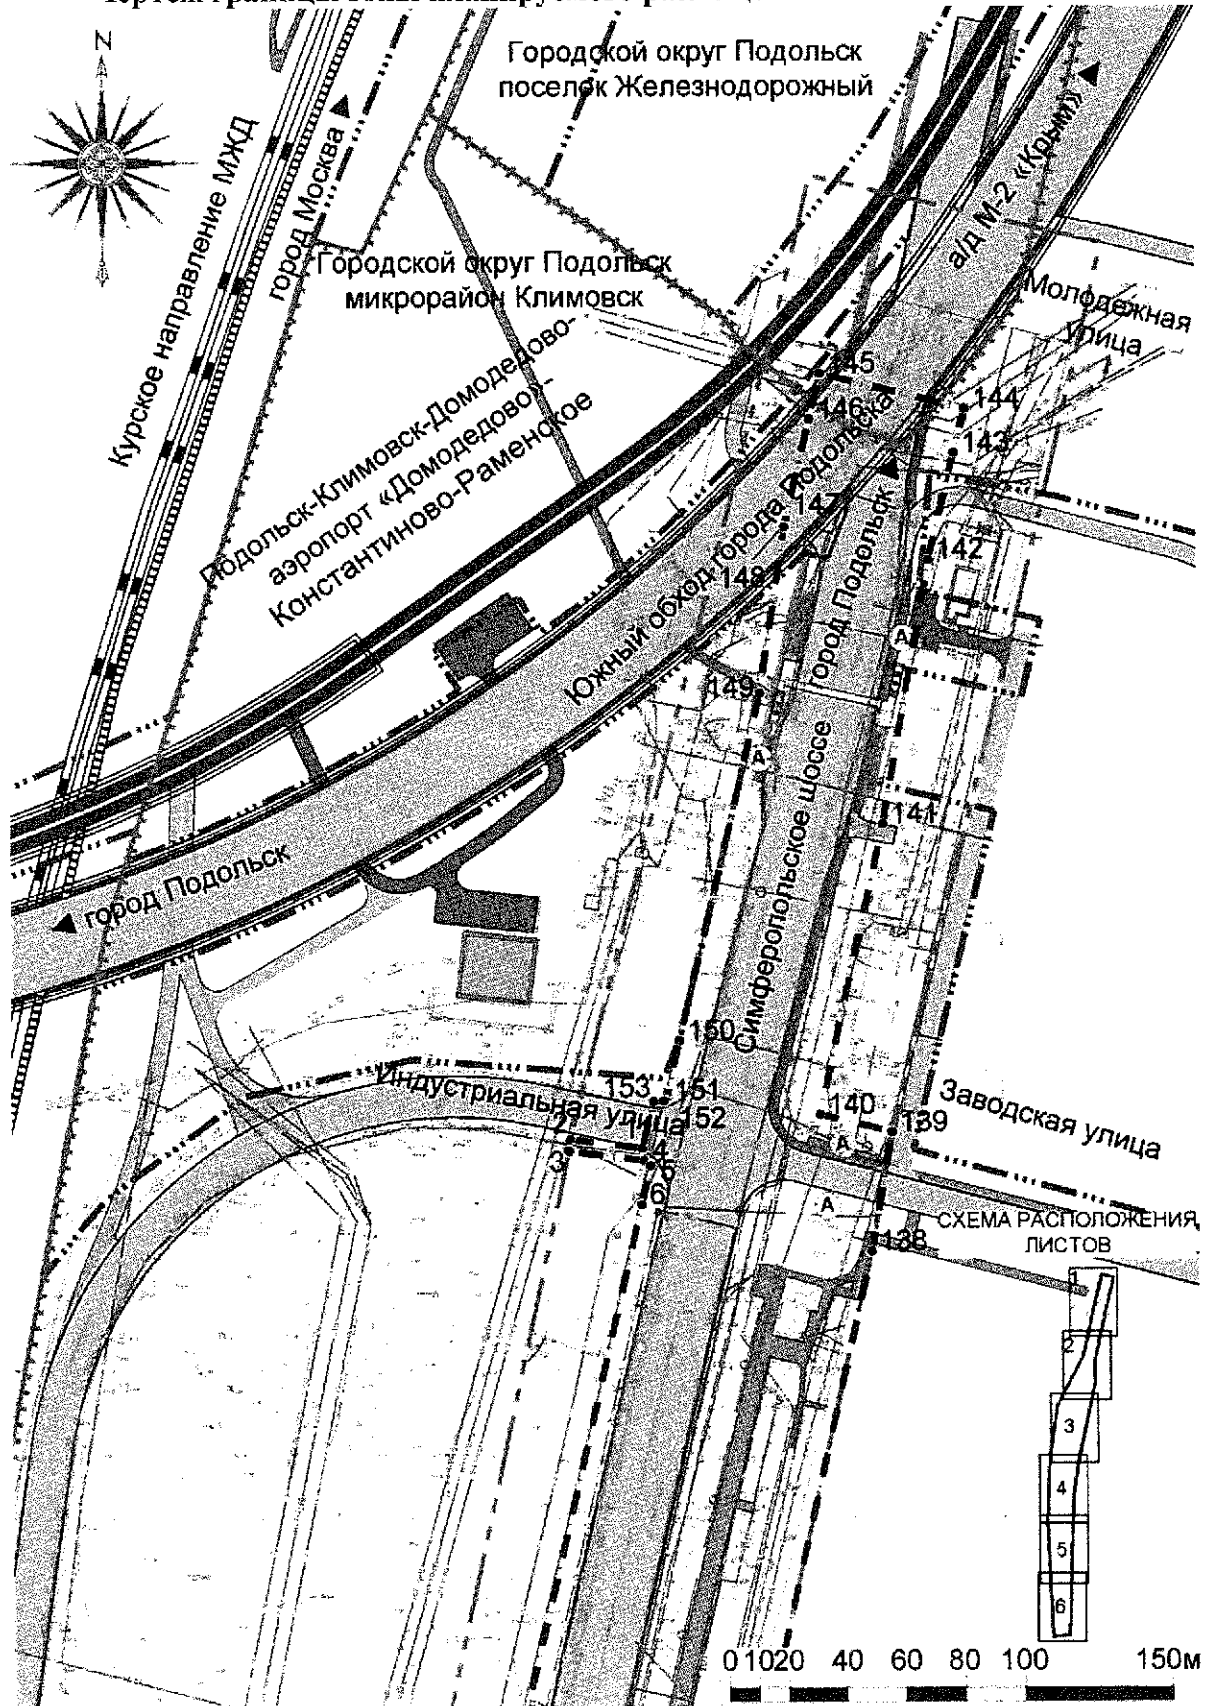 N
Городской округ Подольск
поселок Железнодорожный
Курское направление МЖД
город Москва
а/д М-2 «Крым»
Городской округ Подольск
микрорайон Климовск
Молодежная
улица
Подольск-Климовск-Домодедово-
аэропорт «Домодедово»-
Константиново-Раменское
145
144
146
143
147
142
148
Южный обход города Подольска
город Подольск
А
149
А
141
Симферопольское шоссе
город Подольск
150
Индустриальная улица
153
151
152
140
139
Заводская улица
2
3
4
5
6
А
А
138
СХЕМА РАСПОЛОЖЕНИЯ
ЛИСТОВ
1
2
3
4
5
6
0 10 20 40 60 80 100 150м